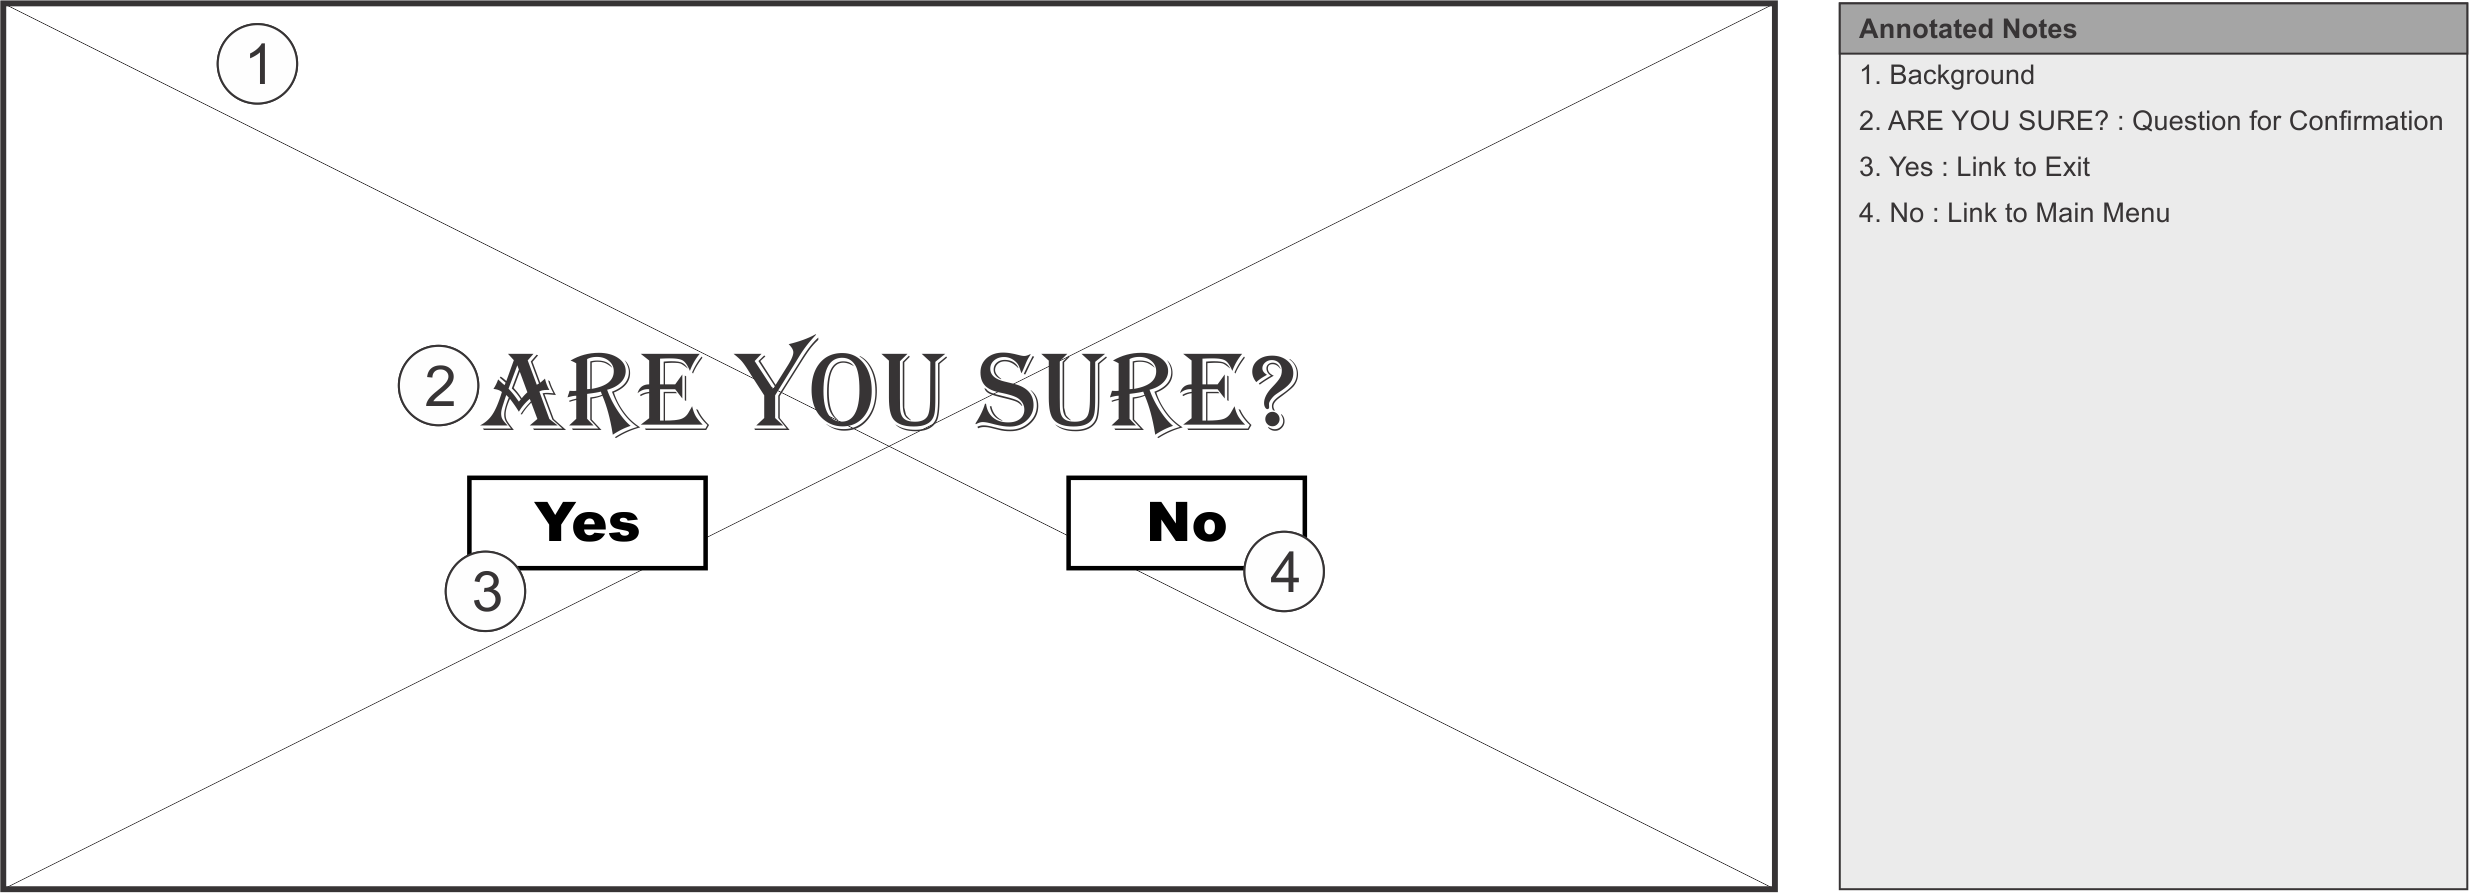 1
2 ARE YOU SURE?
Yes No
3 4
Annotated Notes
1. Background
2. ARE YOU SURE? : Question for Confirmation
3. Yes : Link to Exit
4. No : Link to Main Menu